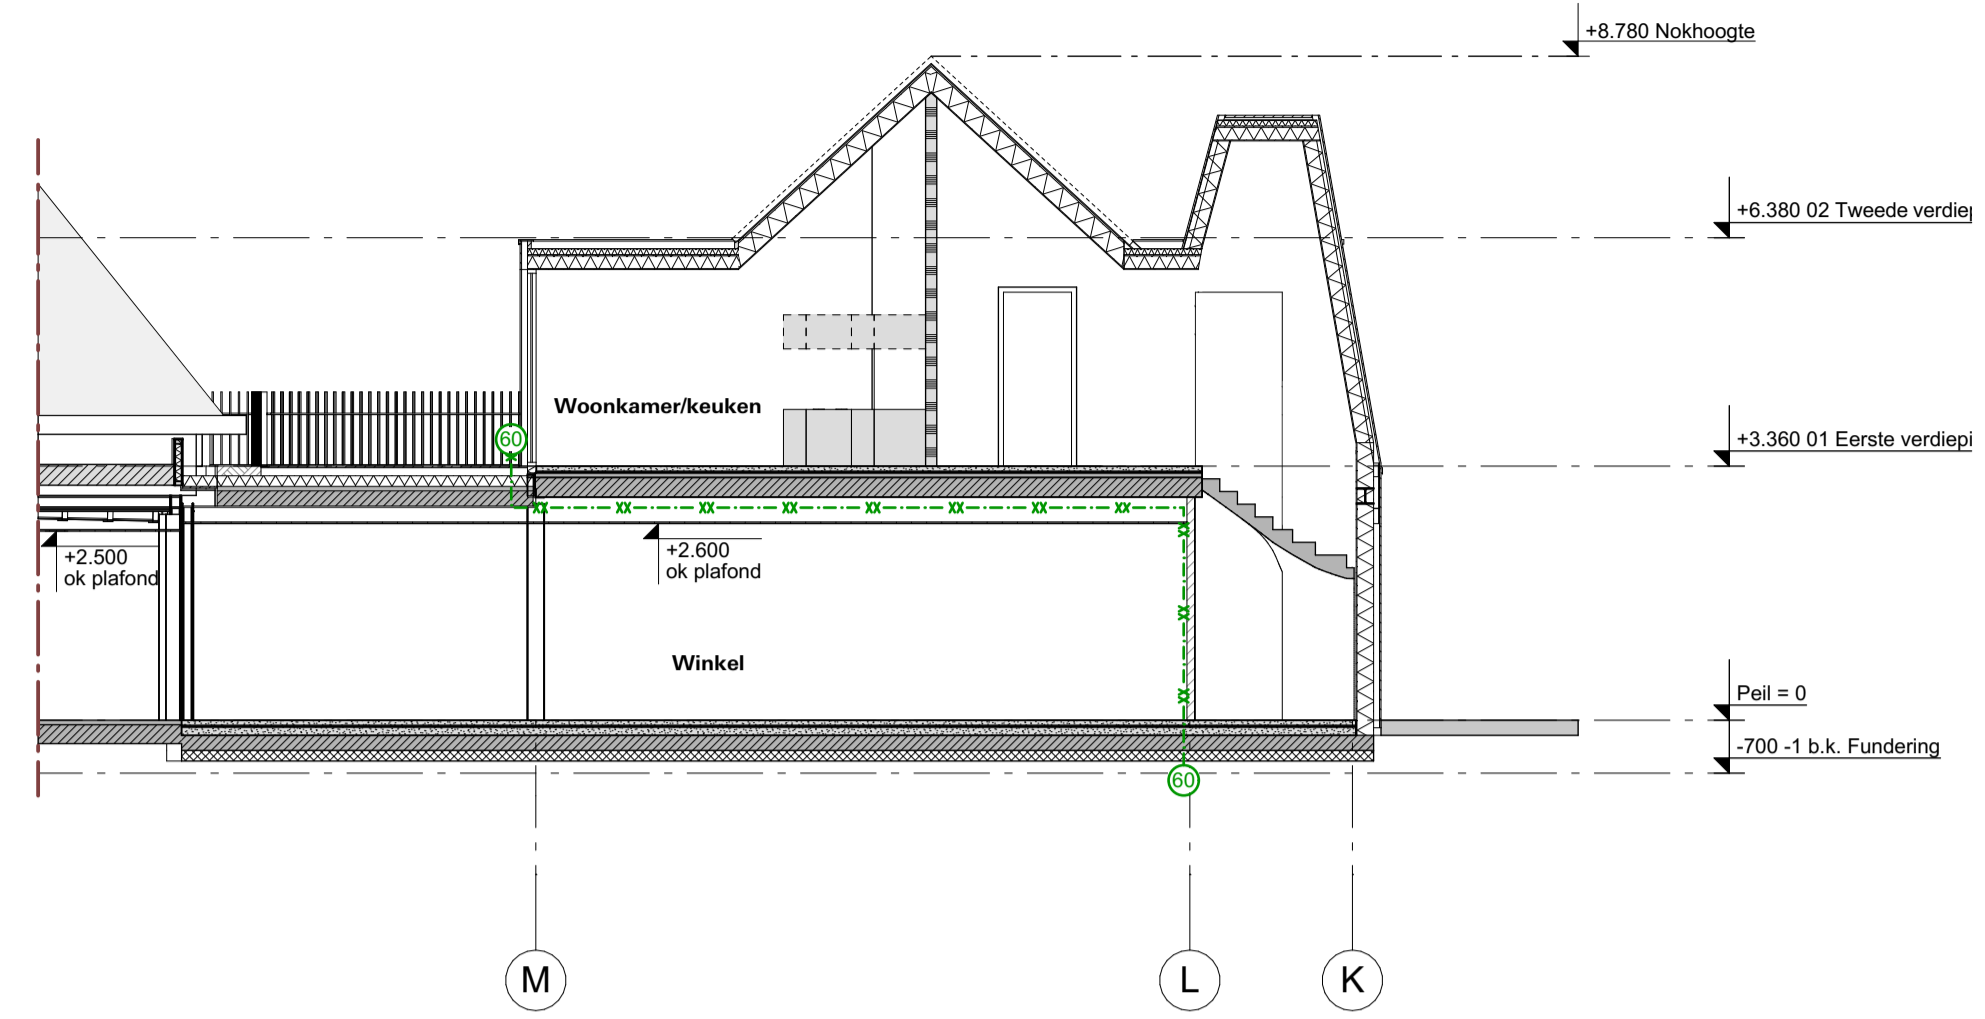 +8.780 Nokhoogte
+6.380 02 Tweede verdiep
+3.360 01 Eerste verdiepi
Woonkamer/keuken
60
+2.500
ok plafond
+2.600
ok plafond
Winkel
Peil = 0
-700 -1 b.k. Fundering
60
M
L
K